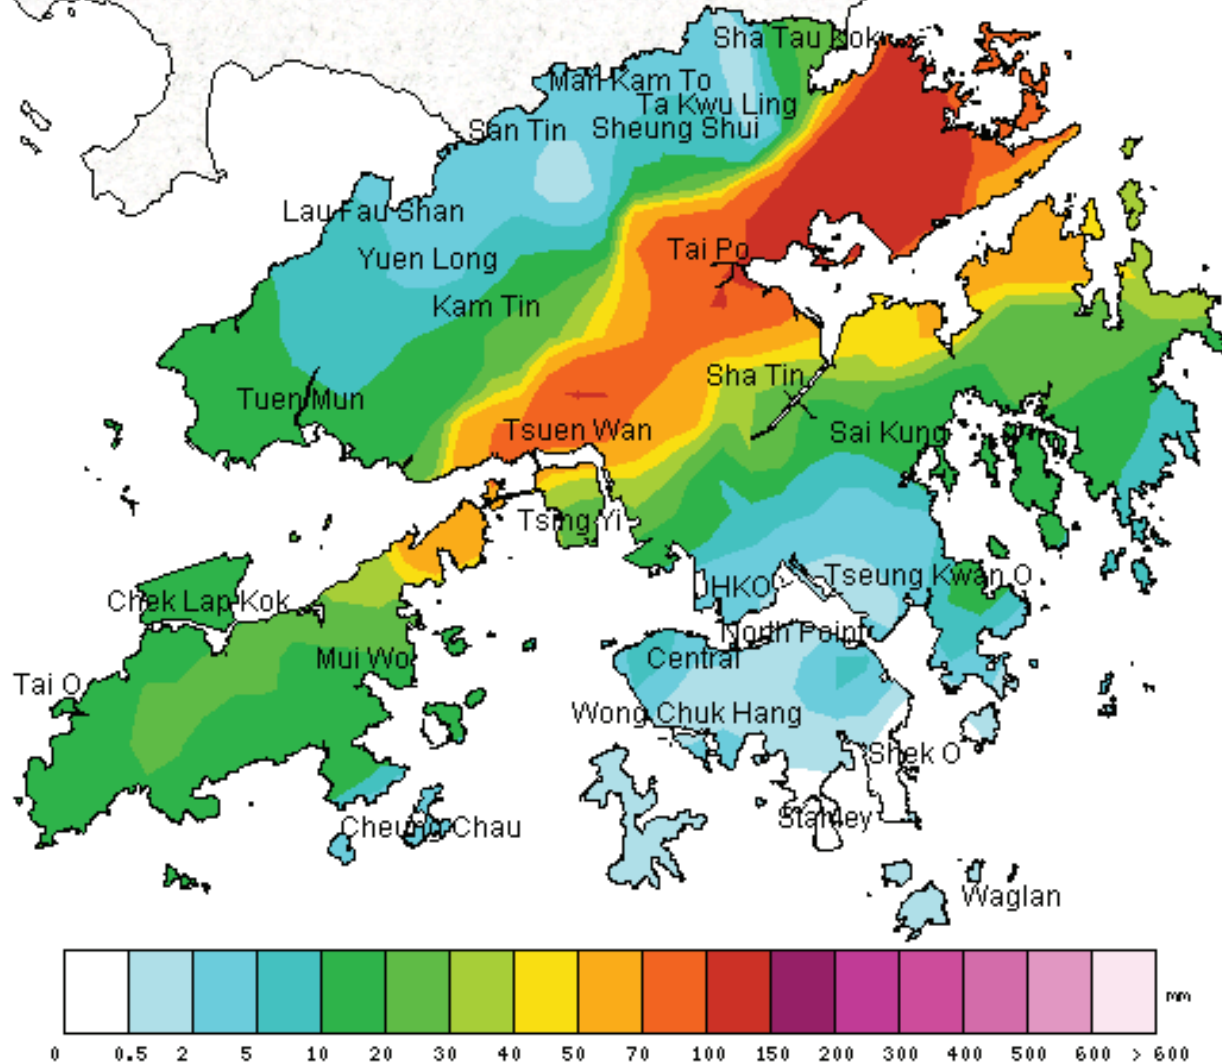 Sha Tau Kok
Man Kam To
Ta Kwu Ling
San Tin
Sheung Shui
Lau Fau Shan
Yuen Long
Tai Po
Kam Tin
Sha Tin
Tuen Mun
Tsuen Wan
Sai Kung
Tsing Yi
HKO
Tseung Kwan O
Chek Lap Kok
North Point
Mui Wo
Central
Tai O
Wong Chuk Hang
Shek O
Stanley
Cheung Chau
Waglan
mm
0 0.5 2 5 10 20 30 40 50 70 100 150 200 300 400 500 600 > 600